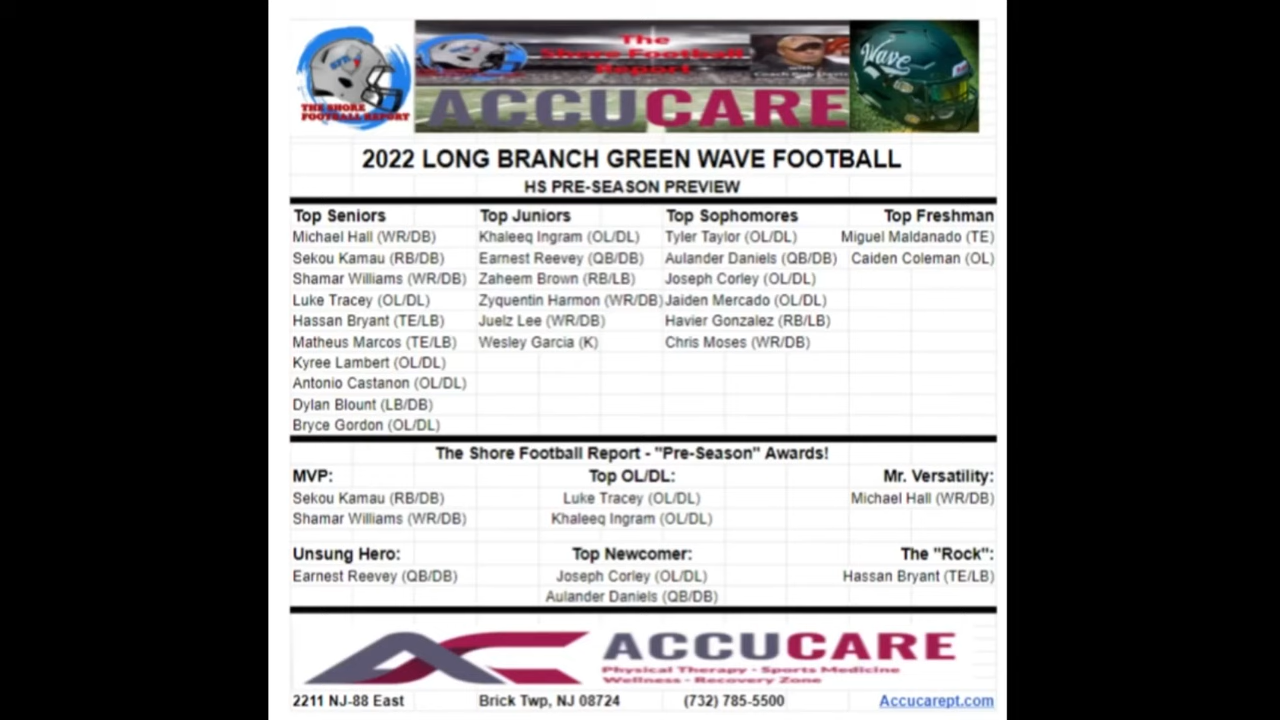 SFR
THE SHORE
FOOTBALL REPORT
The
Shore Football
Report
with
ACCUCARE
Wave
2022 LONG BRANCH GREEN WAVE FOOTBALL
HS PRE-SEASON PREVIEW
Top Seniors Top Juniors Top Sophomores Top Freshman
Michael Hall (WR/DB) Khaleeq Ingram (OL/DL) Tyler Taylor (OL/DL) Miguel Maldanado (TE)
Sekou Kamau (RB/DB) Earnest Reevey (QB/DB) Aulander Daniels (QB/DB) Caiden Coleman (OL)
Shamar Williams (WR/DB) Zaheem Brown (RB/LB) Joseph Corley (OL/DL)
Luke Tracey (OL/DL) Zyquentin Harmon (WR/DB) Jaiden Mercado (OL/DL)
Hassan Bryant (TE/LB) Juelz Lee (WR/DB) Havier Gonzalez (RB/LB)
Matheus Marcos (TE/LB) Wesley Garcia (K) Chris Moses (WR/DB)
Kyree Lambert (OL/DL)
Antonio Castanon (OL/DL)
Dylan Blount (LB/DB)
Bryce Gordon (OL/DL)
The Shore Football Report - "Pre-Season" Awards!
MVP: Top OL/DL: Mr. Versatility:
Sekou Kamau (RB/DB) Luke Tracey (OL/DL) Michael Hall (WR/DB)
Shamar Williams (WR/DB) Khaleeq Ingram (OL/DL)
Unsung Hero: Top Newcomer: The "Rock":
Earnest Reevey (QB/DB) Joseph Corley (OL/DL) Hassan Bryant (TE/LB)
Aulander Daniels (QB/DB)
ACCUCARE
Physical Therapy - Sports Medicine
Wellness - Recovery Zone
2211 NJ-88 East Brick Twp, NJ 08724 (732) 785-5500 Accucarept.com